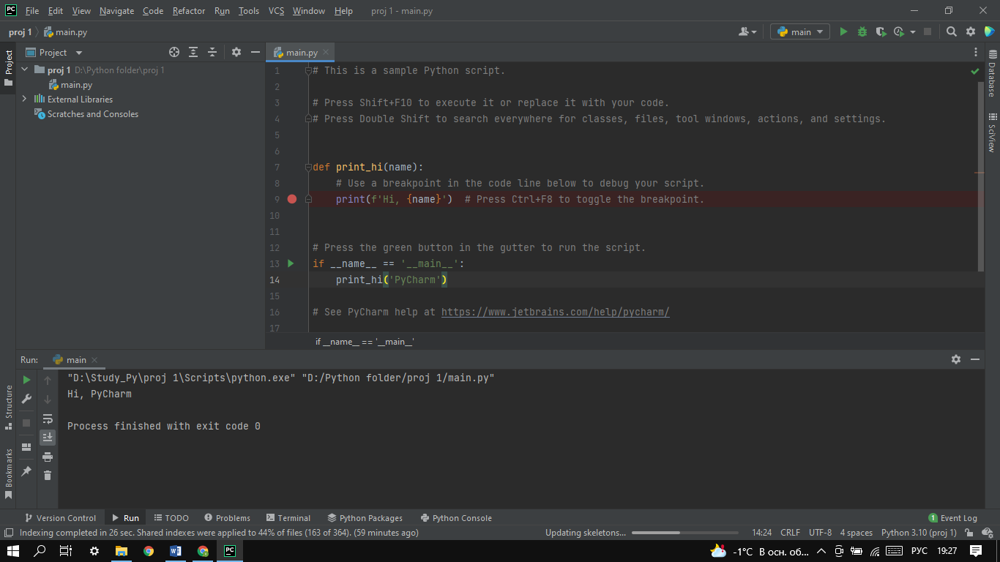 PC File Edit View Navigate Code Refactor Run Tools VCS Window Help proj 1 - main.py
proj 1 main.py main
Project main.py
proj 1 D:\Python folder\proj 1
main.py
External Libraries
Scratches and Consoles
Project
Structure
Bookmarks
Database
SciView
1 # This is a sample Python script.
2
3 # Press Shift+F10 to execute it or replace it with your code.
4 # Press Double Shift to search everywhere for classes, files, tool windows, actions, and settings.
5
6
7 def print_hi(name):
8 # Use a breakpoint in the code line below to debug your script.
9 print(f'Hi, {name}') # Press Ctrl+F8 to toggle the breakpoint.
10
11
12 # Press the green button in the gutter to run the script.
13 if __name__ == '__main__':
14 print_hi('PyCharm')
15
16 # See PyCharm help at https://www.jetbrains.com/help/pycharm/
17
if __name__ == '__main__'
Run: main
"D:\Study_Py\proj 1\Scripts\python.exe" "D:/Python folder/proj 1/main.py"
Hi, PyCharm
Process finished with exit code 0
Version Control Run TODO Problems Terminal Python Packages Python Console 1 Event Log
Indexing completed in 26 sec. Shared indexes were applied to 44% of files (163 of 364). (59 minutes ago) Updating skeletons... 14:24 CRLF UTF-8 4 spaces Python 3.10 (proj 1)
W PC -1°C В осн. об... РУС 19:27